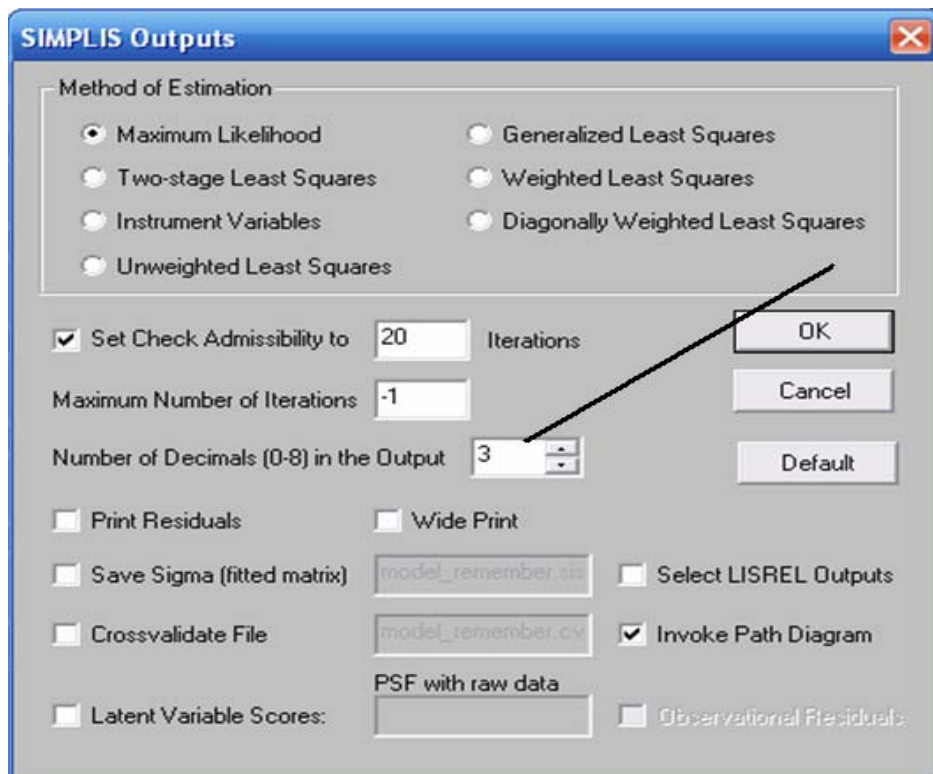 SIMPLIS Outputs
Method of Estimation
Maximum Likelihood
Generalized Least Squares
Two-stage Least Squares
Weighted Least Squares
Instrument Variables
Diagonally Weighted Least Squares
Unweighted Least Squares
Set Check Admissibility to 20 Iterations
OK
Maximum Number of Iterations -1
Cancel
Number of Decimals (0-8) in the Output 3
Default
Print Residuals
Wide Print
Save Sigma (fitted matrix) model_remember.sis
Select LISREL Outputs
Crossvalidate File model_remember.cv
Invoke Path Diagram
PSF with raw data
Latent Variable Scores:
Observational Residuals